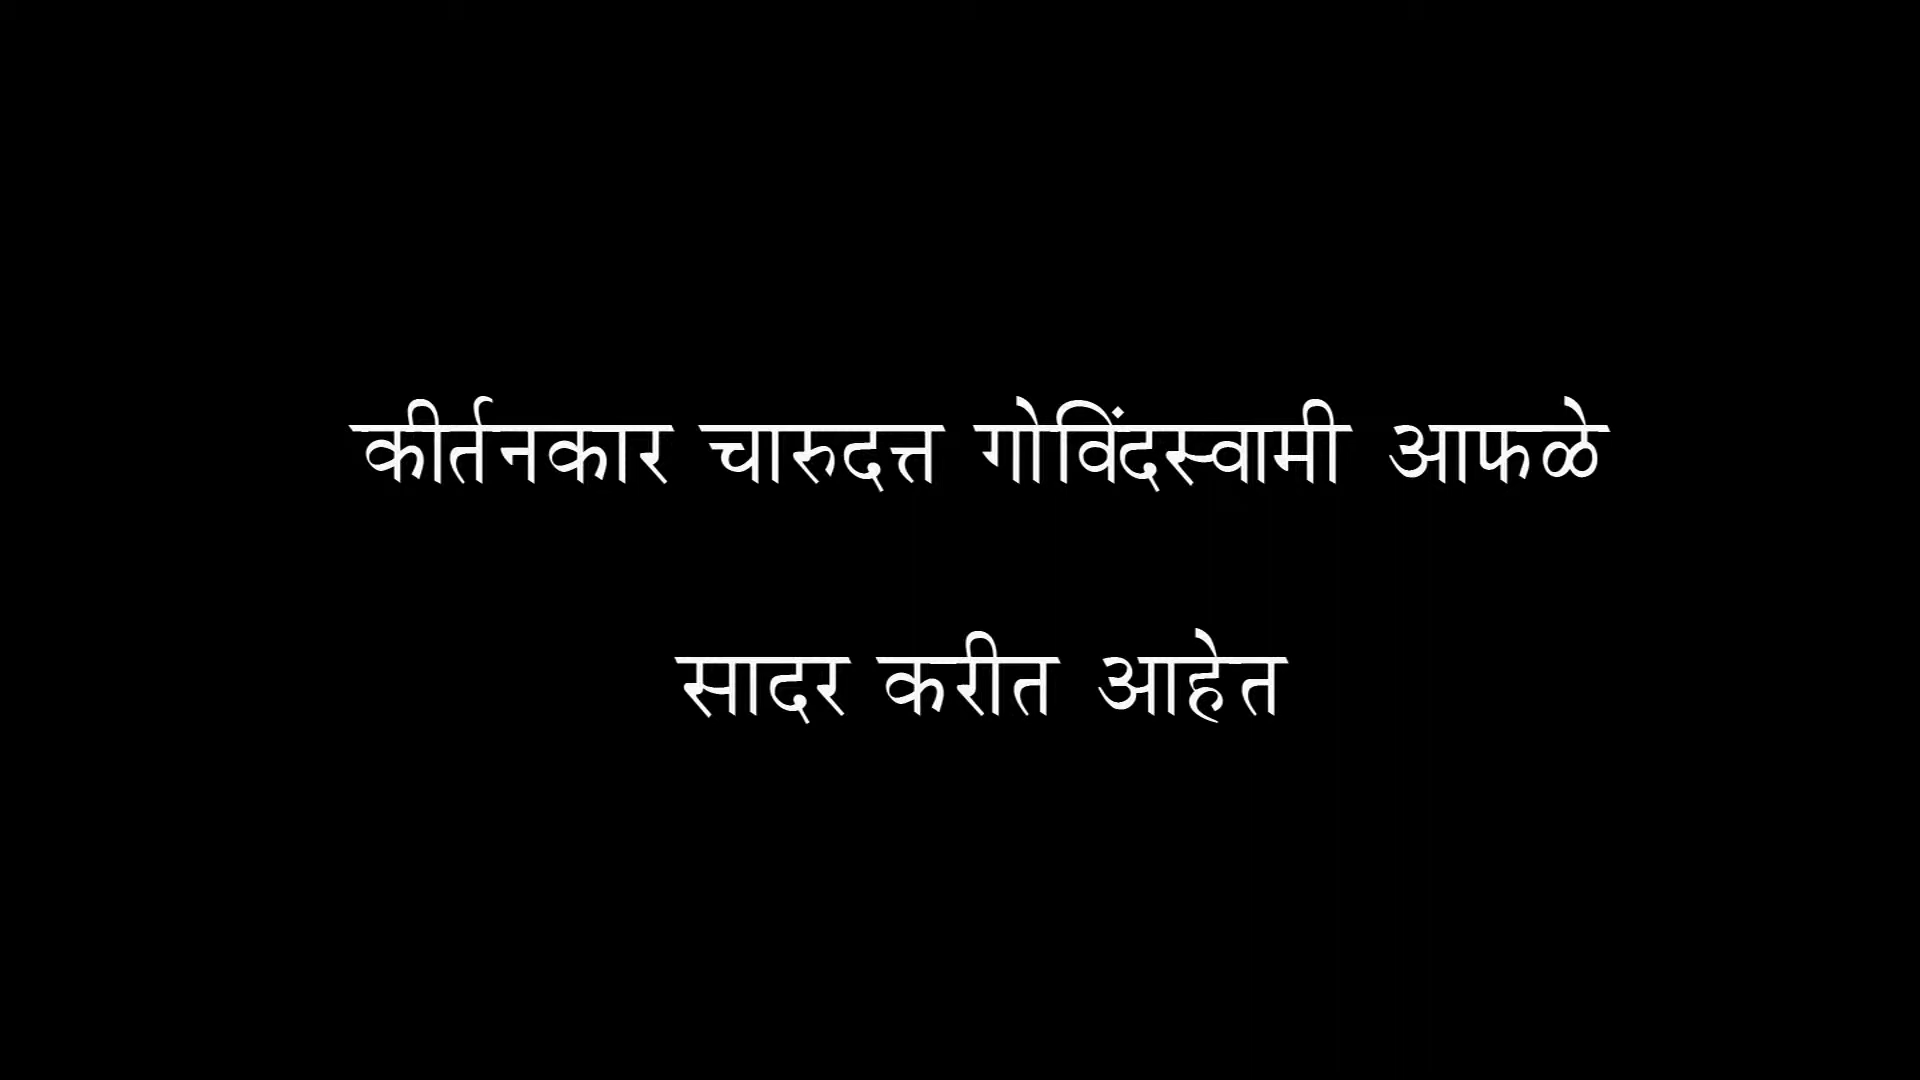 कीर्तनकार चारुदत्त गोविंदस्वामी आफळे
सादर करीत आहेत